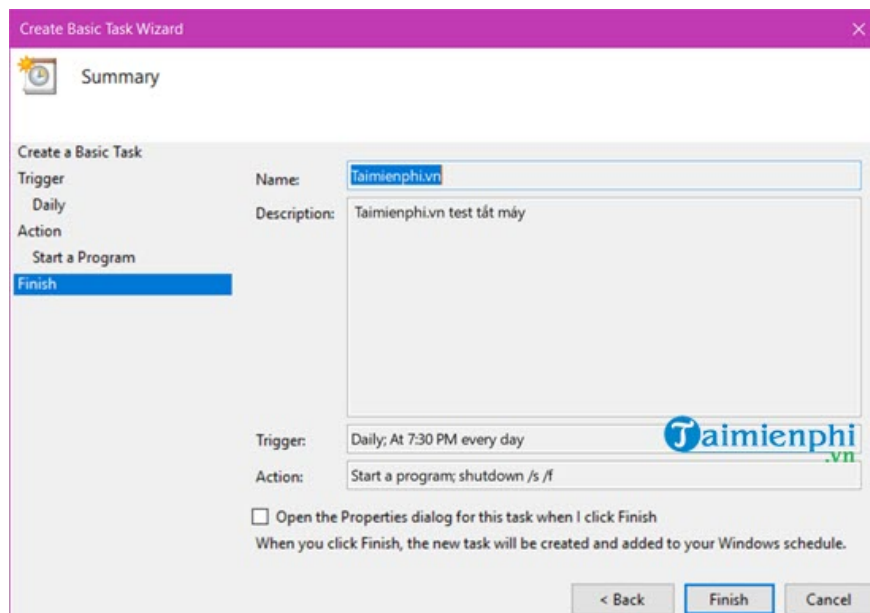 Create Basic Task Wizard
Summary
Create a Basic Task
Trigger
Daily
Action
Start a Program
Finish
Name: Taimienphi.vn
Description: Taimienphi.vn test tắt máy
Trigger: Daily; At 7:30 PM every day
Action: Start a program; shutdown /s /f
Taimienphi
.vn
Open the Properties dialog for this task when I click Finish
When you click Finish, the new task will be created and added to your Windows schedule.
< Back Finish Cancel